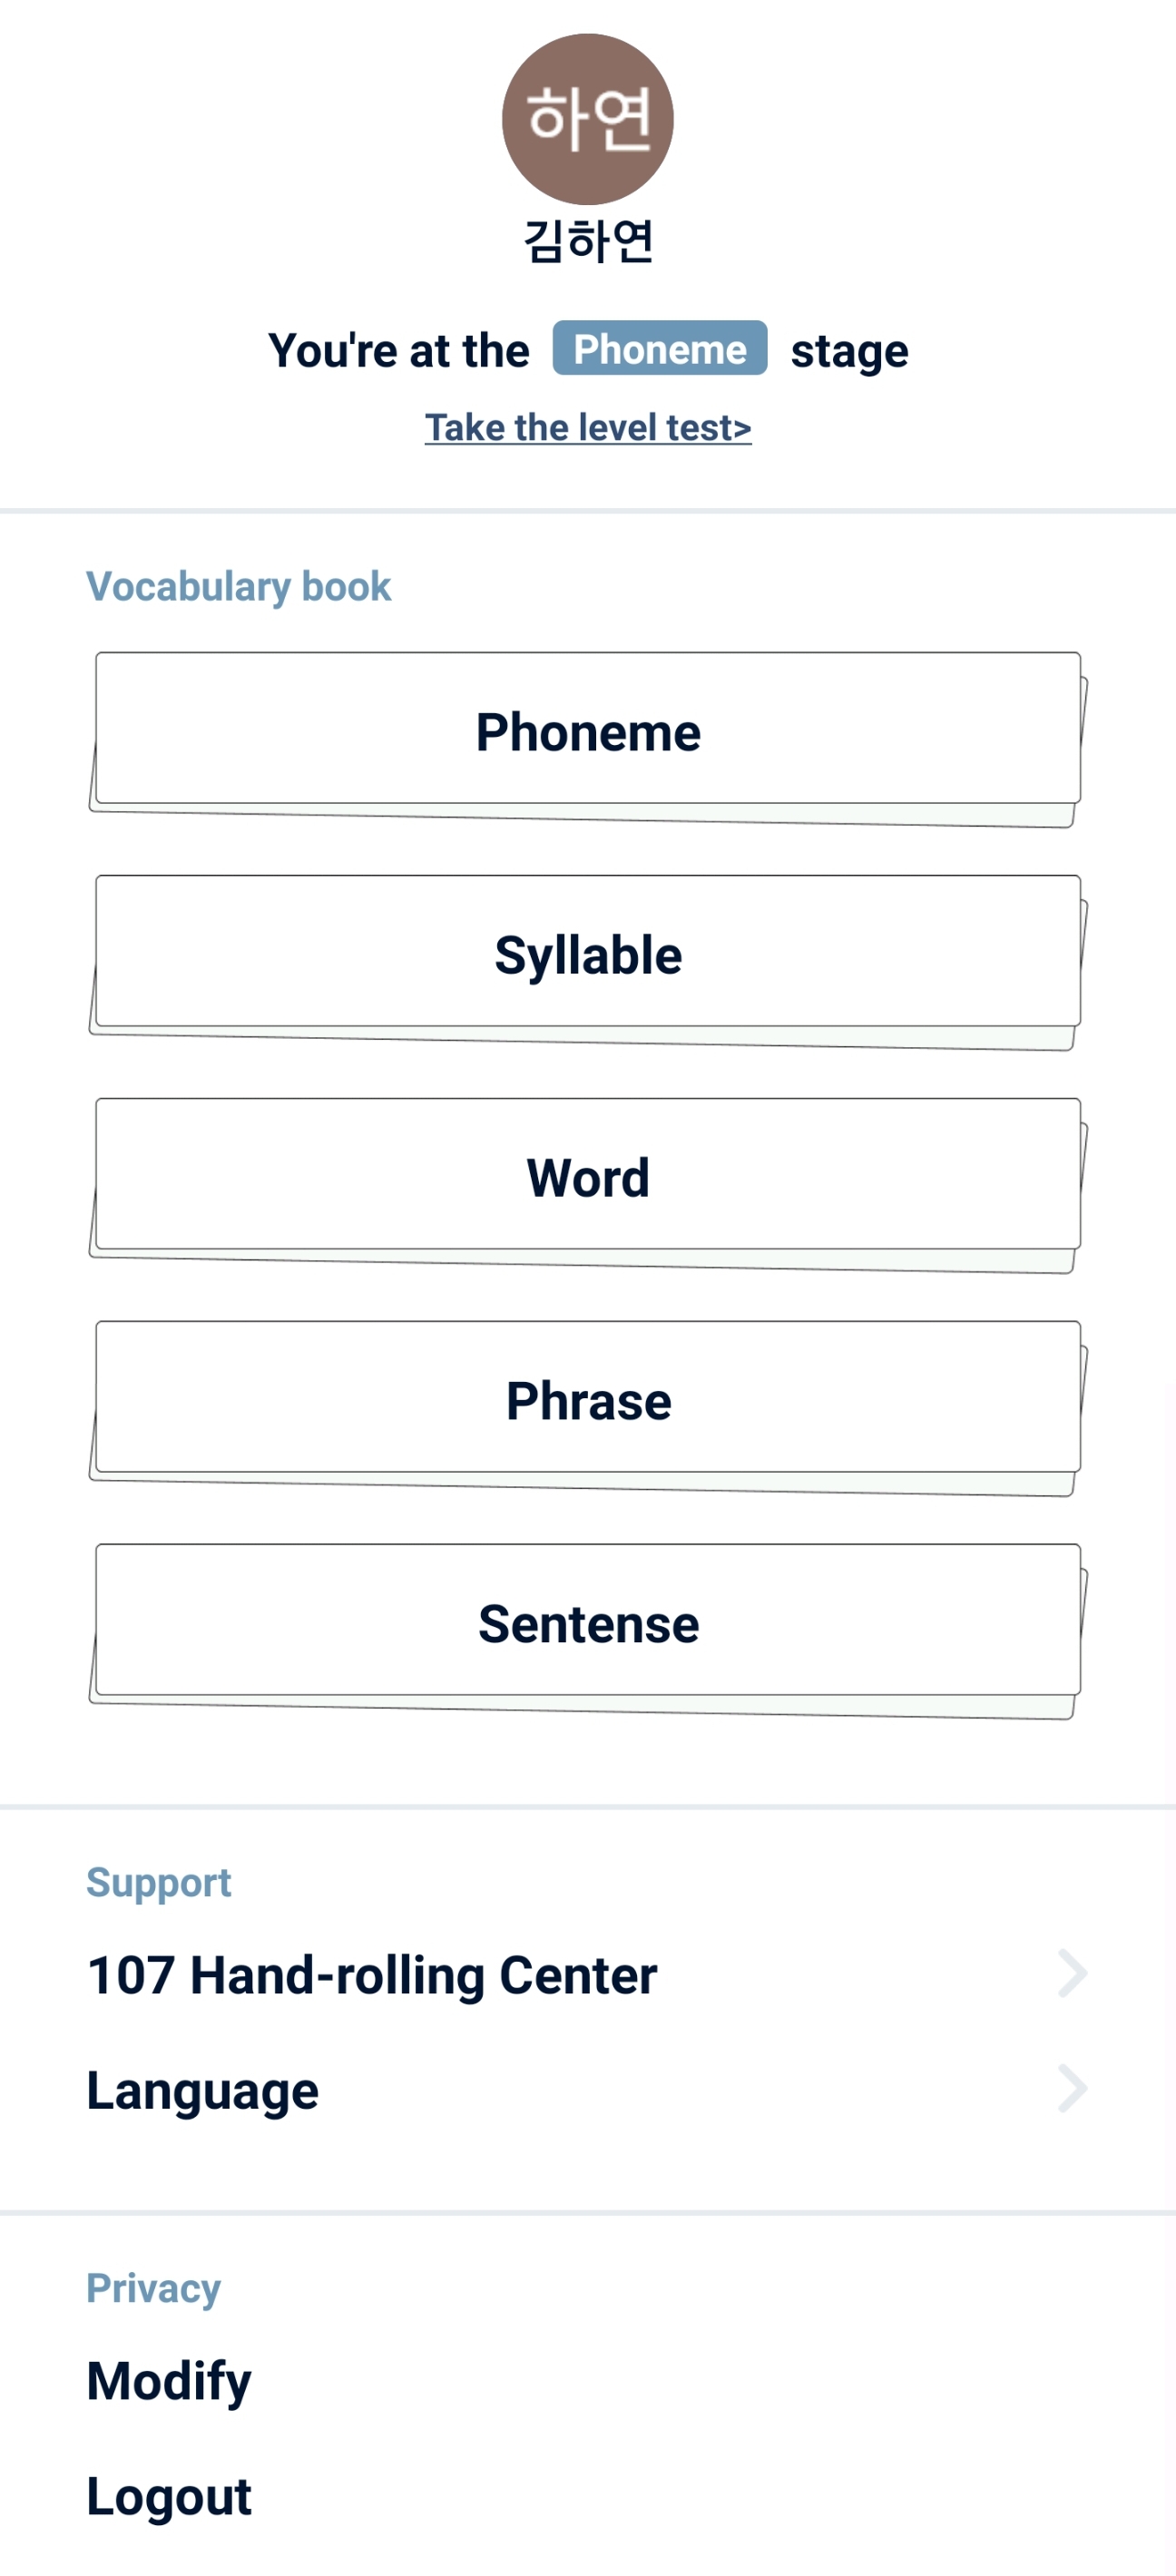 하연
김하연
You're at the Phoneme stage
Take the level test>
Vocabulary book
Phoneme
Syllable
Word
Phrase
Sentense
Support
107 Hand-rolling Center
Language
Privacy
Modify
Logout